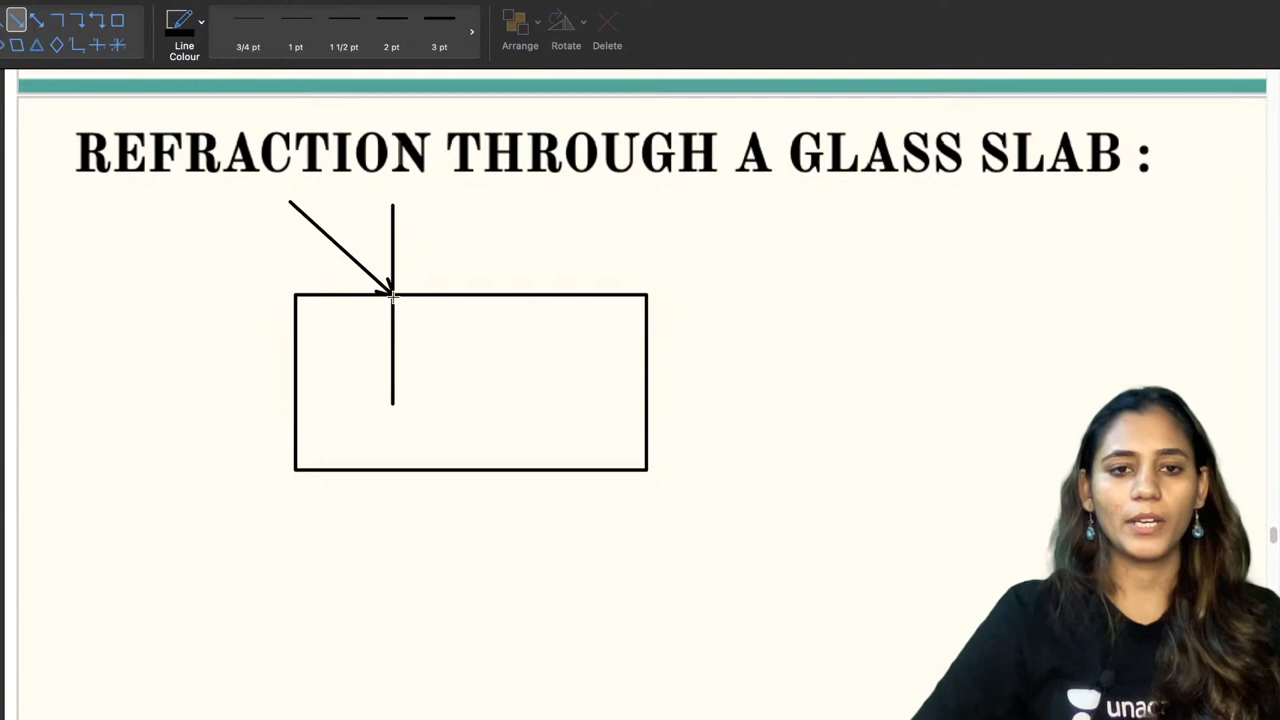 Line
Colour
3/4 pt
1 pt
1 1/2 pt
2 pt
3 pt
Arrange
Rotate
Delete
REFRACTION THROUGH A GLASS SLAB :